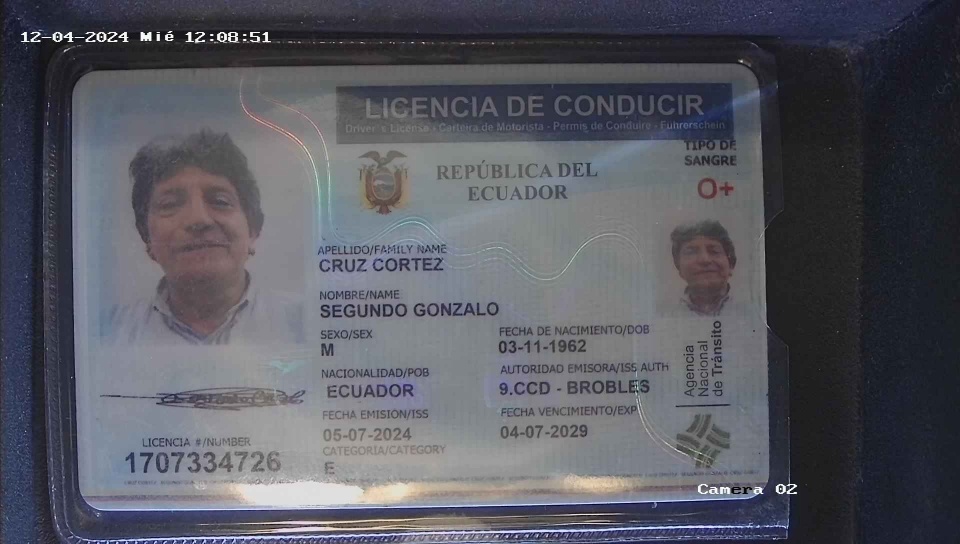 12-04-2024 Mié 12:08:51
LICENCIA DE CONDUCIR
Driver's License - Carteira de Motorista - Permis de Conduire - Führerschein
TIPO DE
SANGRE
O+
REPÚBLICA DEL
ECUADOR
APELLIDO/FAMILY NAME
CRUZ CORTEZ
NOMBRE/NAME
SEGUNDO GONZALO
SEXO/SEX
M
FECHA DE NACIMIENTO/DOB
03-11-1962
NACIONALIDAD/POB
ECUADOR
AUTORIDAD EMISORA/ISS AUTH
9.CCD - BROBLES
FECHA EMISION/ISS
05-07-2024
FECHA VENCIMIENTO/EXP
04-07-2029
CATEGORIA/CATEGORY
E
LICENCIA #/NUMBER
1707334726
Agencia
Nacional
de Tránsito
Camera 02